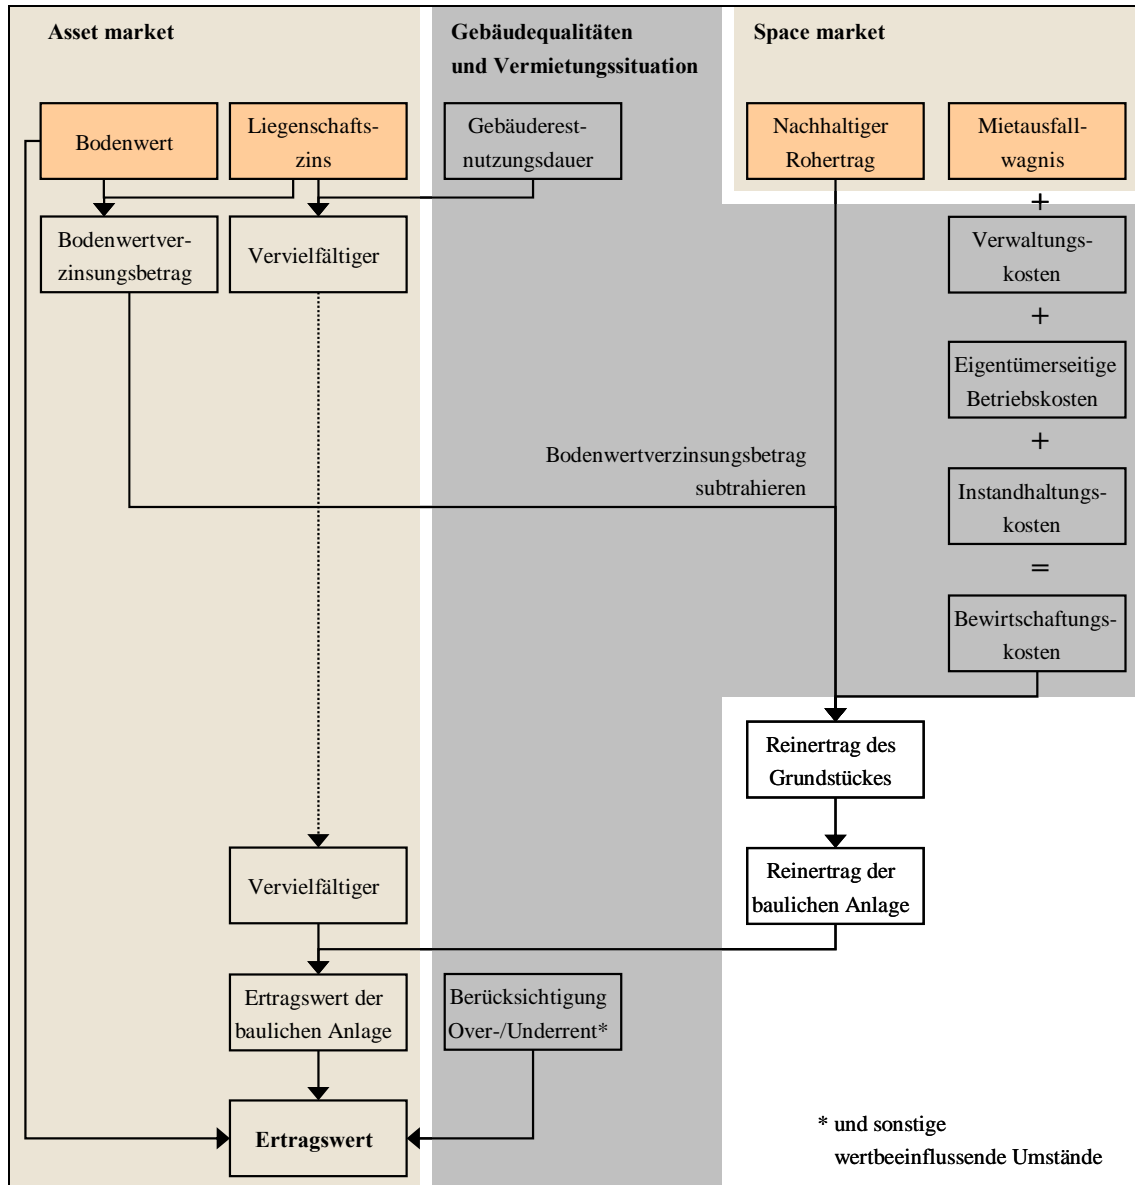 Asset market
Gebäudequalitäten
und Vermietungssituation
Space market
Bodenwert
Liegenschafts-
zins
Gebäuderest-
nutzungsdauer
Nachhaltiger
Rohertrag
Mietausfall-
wagnis
+
Bodenwertver-
zinsungsbetrag
Vervielfältiger
Verwaltungs-
kosten
+
Eigentümerseitige
Betriebskosten
+
Bodenwertverzinsungsbetrag
subtrahieren
Instandhaltungs-
kosten
=
Bewirtschaftungs-
kosten
Reinertrag des
Grundstückes
Vervielfältiger
Reinertrag der
baulichen Anlage
Ertragswert der
baulichen Anlage
Berücksichtigung
Over-/Underrent*
Ertragswert
* und sonstige
wertbeeinflussende Umstände